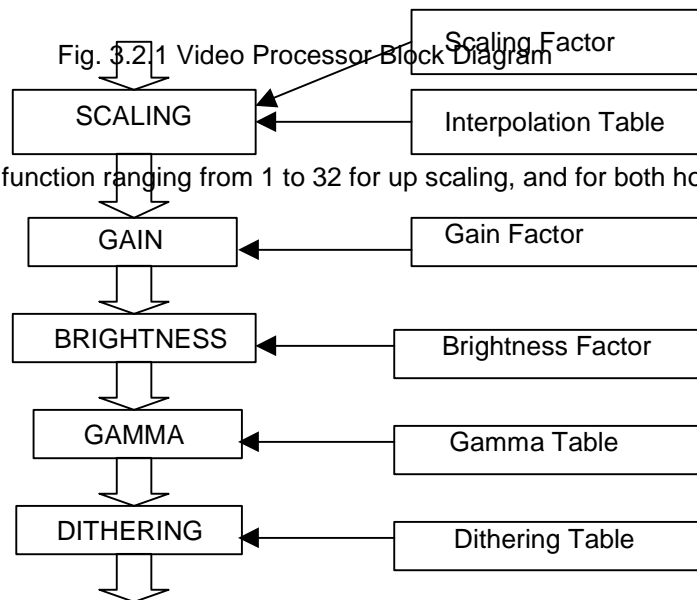 Scaling Factor
Fig. 3.2.1 Video Processor Block Diagram
SCALING
Interpolation Table
function ranging from 1 to 32 for up scaling, and for both ho
GAIN
Gain Factor
BRIGHTNESS
Brightness Factor
GAMMA
Gamma Table
DITHERING
Dithering Table